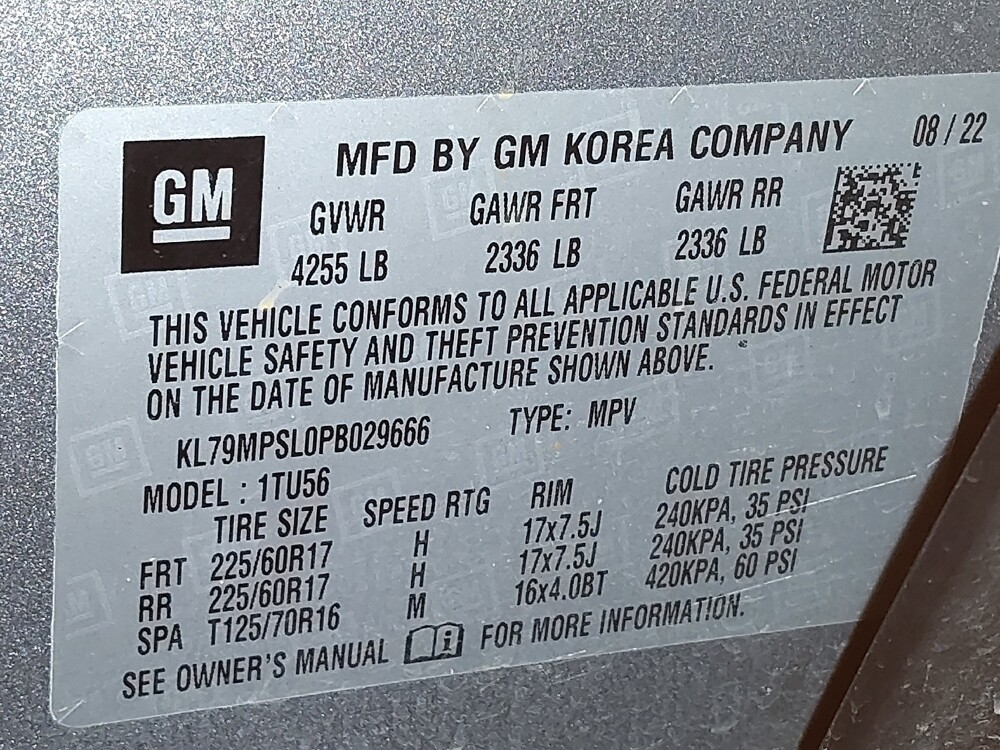 GM
MFD BY GM KOREA COMPANY 08 / 22
GVWR GAWR FRT GAWR RR
4255 LB 2336 LB 2336 LB
THIS VEHICLE CONFORMS TO ALL APPLICABLE U.S. FEDERAL MOTOR
VEHICLE SAFETY AND THEFT PREVENTION STANDARDS IN EFFECT
ON THE DATE OF MANUFACTURE SHOWN ABOVE.
KL79MPSL0PB029666 TYPE: MPV
MODEL : 1TU56
TIRE SIZE SPEED RTG RIM COLD TIRE PRESSURE
FRT 225/60R17 H 17x7.5J 240KPA, 35 PSI
RR 225/60R17 H 17x7.5J 240KPA, 35 PSI
SPA T125/70R16 M 16x4.0BT 420KPA, 60 PSI
SEE OWNER'S MANUAL FOR MORE INFORMATION.